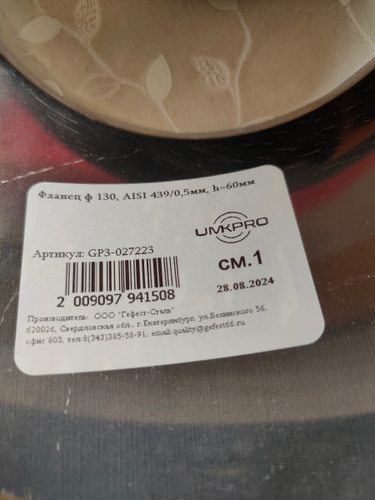 Фланец ф 130, AISI 439/0,5мм, h=60мм
UMKPRO
Артикул: GP3-027223
см.1
28.08.2024
2 009097 941508
Производитель: ООО "Гефест-Сталь"
620026, Свердловская обл., г.Екатеринбург, ул.Белинского 56,
офис 803, тел:8(343)385-58-91, email:quality@gefest66.ru